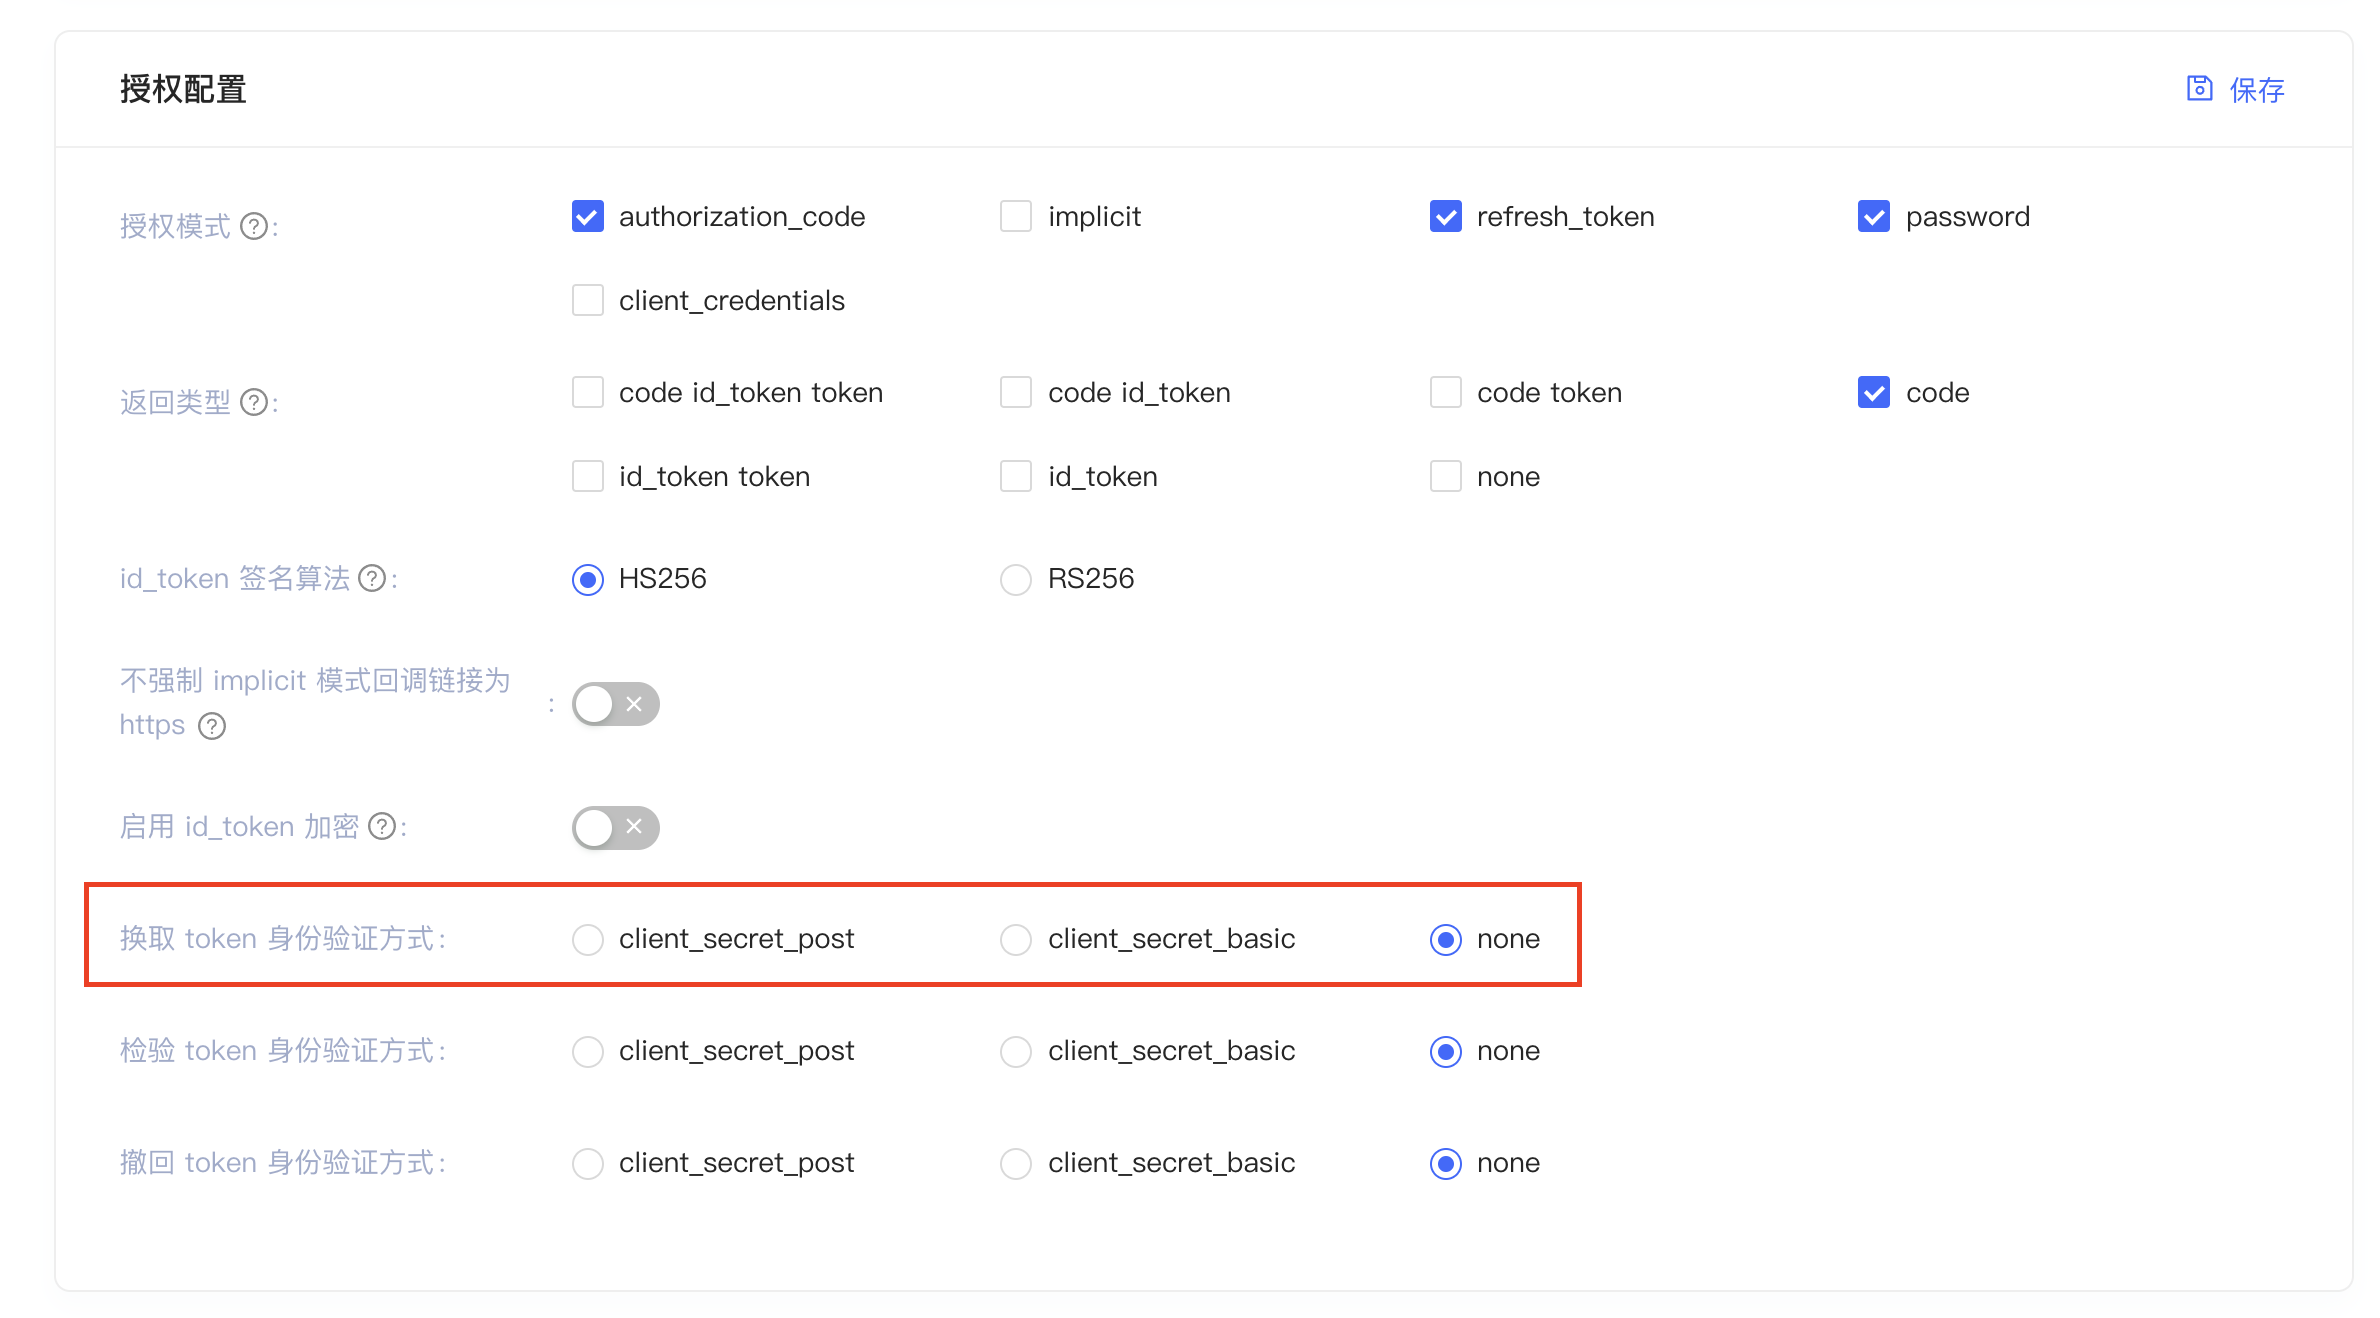 授权配置
保存
授权模式 ? :
authorization_code
implicit
refresh_token
password
client_credentials
返回类型 ? :
code id_token token
code id_token
code token
code
id_token token
id_token
none
id_token 签名算法 ? :
HS256
RS256
不强制 implicit 模式回调链接为
https ? :
启用 id_token 加密 ? :
换取 token 身份验证方式 :
client_secret_post
client_secret_basic
none
检验 token 身份验证方式 :
client_secret_post
client_secret_basic
none
撤回 token 身份验证方式 :
client_secret_post
client_secret_basic
none